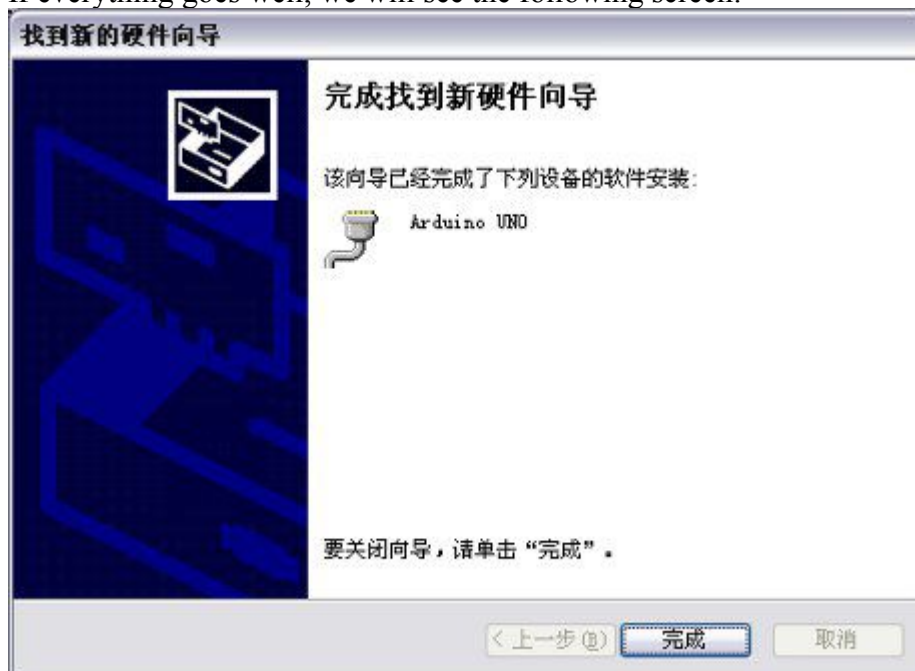 If everything goes well, we will see the following screen:
找到新的硬件向导
完成找到新硬件向导
该向导已经完成了下列设备的软件安装:
Arduino UNO
要关闭向导，请单击“完成”。
< 上一步(B) 完成 取消